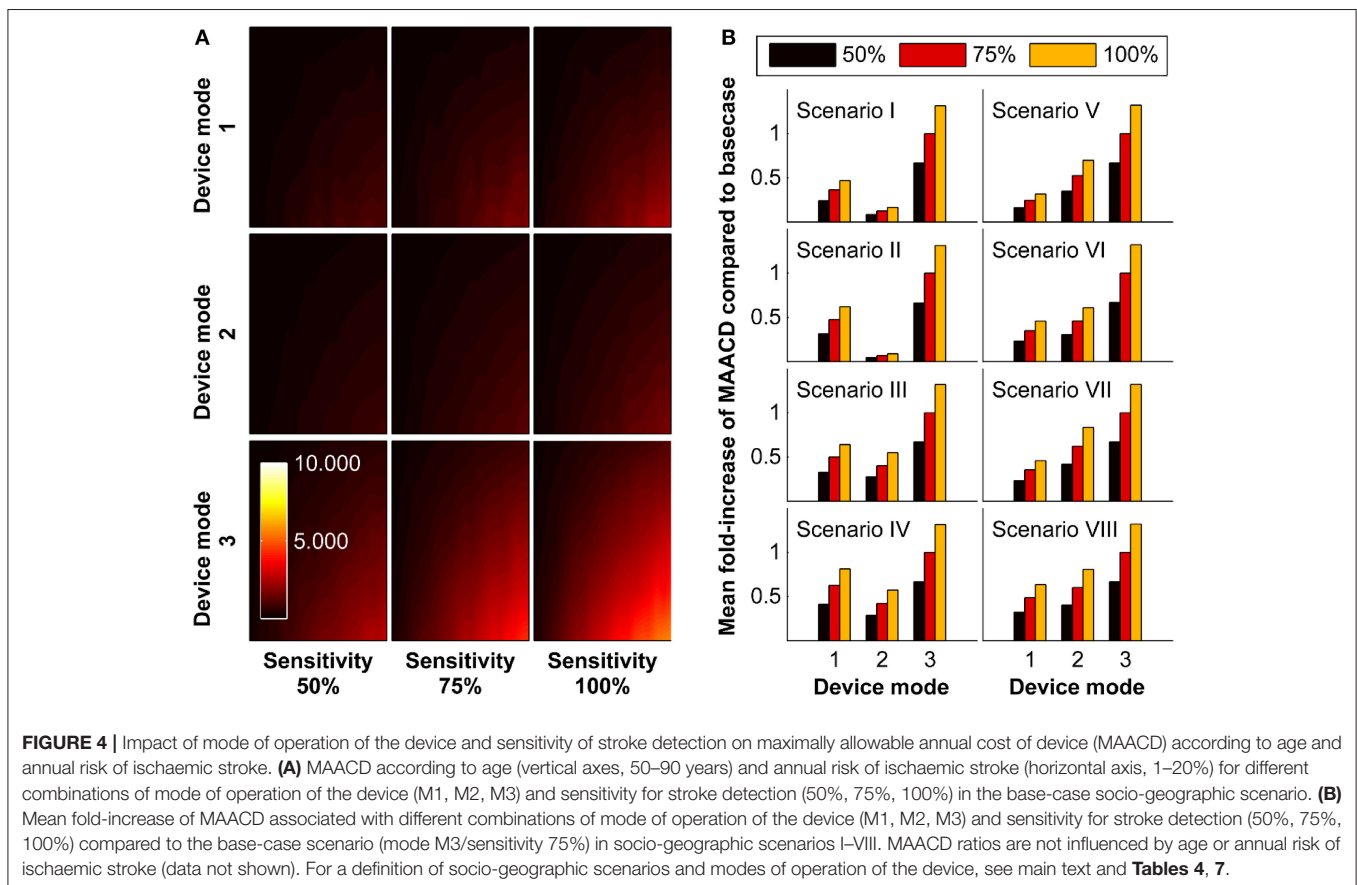 A
Device mode
1
Device mode
2
Device mode
3
10.000
5.000
Sensitivity
50%
Sensitivity
75%
Sensitivity
100%
B
50% 75% 100%
Mean fold-increase of MAACD compared to basecase
Scenario I
Scenario V
1
0.5
Scenario II
Scenario VI
1
0.5
Scenario III
Scenario VII
1
0.5
Scenario IV
Scenario VIII
1
0.5
1 2 3
1 2 3
Device mode
Device mode
FIGURE 4 | Impact of mode of operation of the device and sensitivity of stroke detection on maximally allowable annual cost of device (MAACD) according to age and
annual risk of ischaemic stroke. (A) MAACD according to age (vertical axes, 50–90 years) and annual risk of ischaemic stroke (horizontal axis, 1–20%) for different
combinations of mode of operation of the device (M1, M2, M3) and sensitivity for stroke detection (50%, 75%, 100%) in the base-case socio-geographic scenario. (B)
Mean fold-increase of MAACD associated with different combinations of mode of operation of the device (M1, M2, M3) and sensitivity for stroke detection (50%, 75%,
100%) compared to the base-case scenario (mode M3/sensitivity 75%) in socio-geographic scenarios I–VIII. MAACD ratios are not influenced by age or annual risk of
ischaemic stroke (data not shown). For a definition of socio-geographic scenarios and modes of operation of the device, see main text and Tables 4, 7.